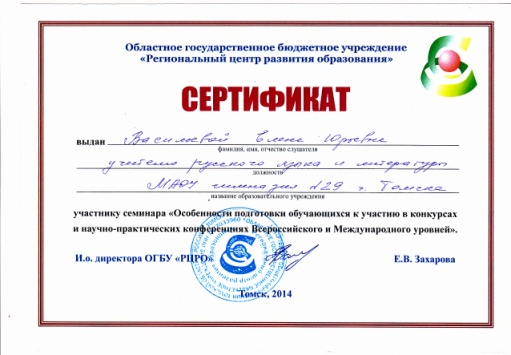 Областное государственное бюджетное учреждение
«Региональный центр развития образования»
СЕРТИФИКАТ
выдан Васильевой Елене Юрьевне
фамилия, имя, отчество слушателя
учителю русского языка и литературы
должность
МАОУ гимназия №29 г. Томска
название образовательного учреждения
участнику семинара «Особенности подготовки обучающихся к участию в конкурсах
и научно-практических конференциях Всероссийского и Международного уровней».
И.о. директора ОГБУ «РЦРО» Е.В. Захарова
Томск, 2014